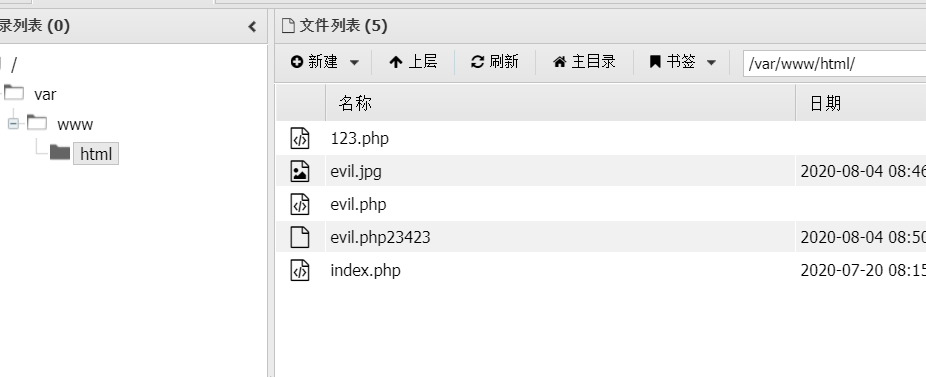 录列表 (0)
/
var
www
html
文件列表 (5)
新建 上层 刷新 主目录 书签 /var/www/html/
名称 日期
123.php
evil.jpg 2020-08-04 08:46
evil.php
evil.php23423 2020-08-04 08:50
index.php 2020-07-20 08:15